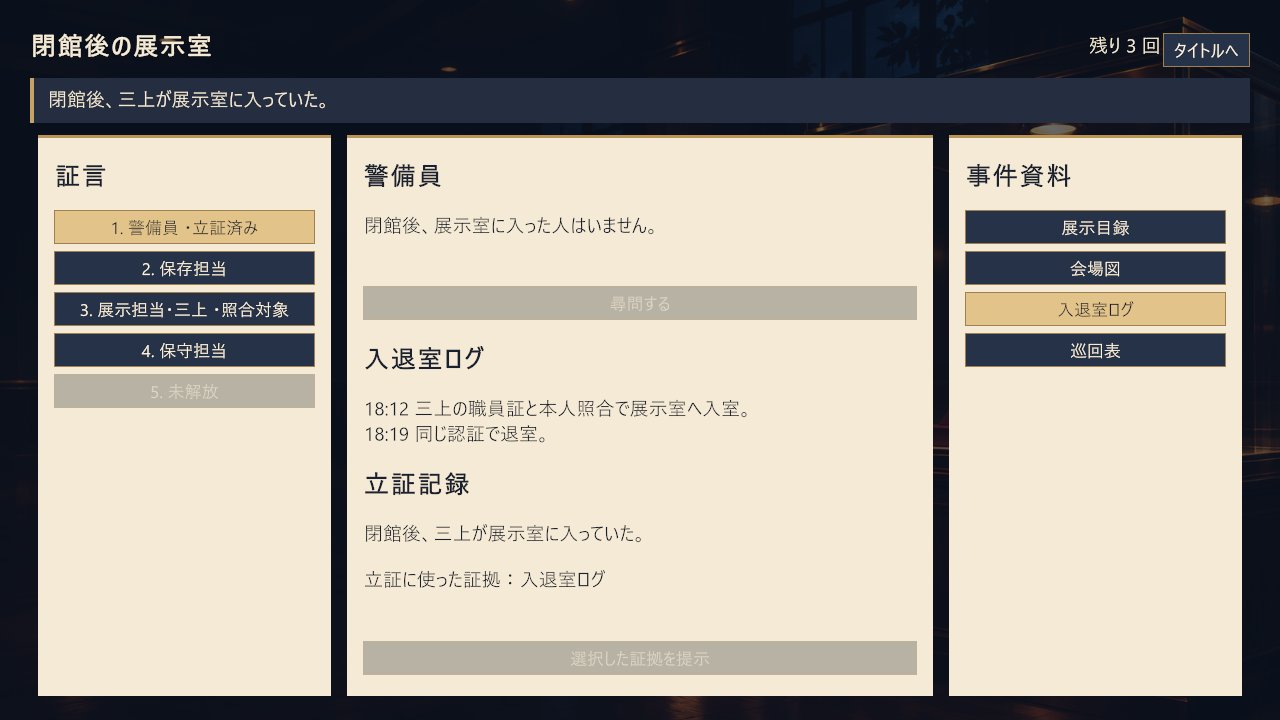 閉館後の展示室
残り 3 回
タイトルへ
閉館後、三上が展示室に入っていた。
証言
1. 警備員 ・立証済み
2. 保存担当
3. 展示担当・三上 ・照合対象
4. 保守担当
5. 未解放
警備員
閉館後、展示室に入った人はいません。
尋問する
入退室ログ
18:12 三上の職員証と本人照合で展示室へ入室。
18:19 同じ認証で退室。
立証記録
閉館後、三上が展示室に入っていた。
立証に使った証拠：入退室ログ
選択した証拠を提示
事件資料
展示目録
会場図
入退室ログ
巡回表